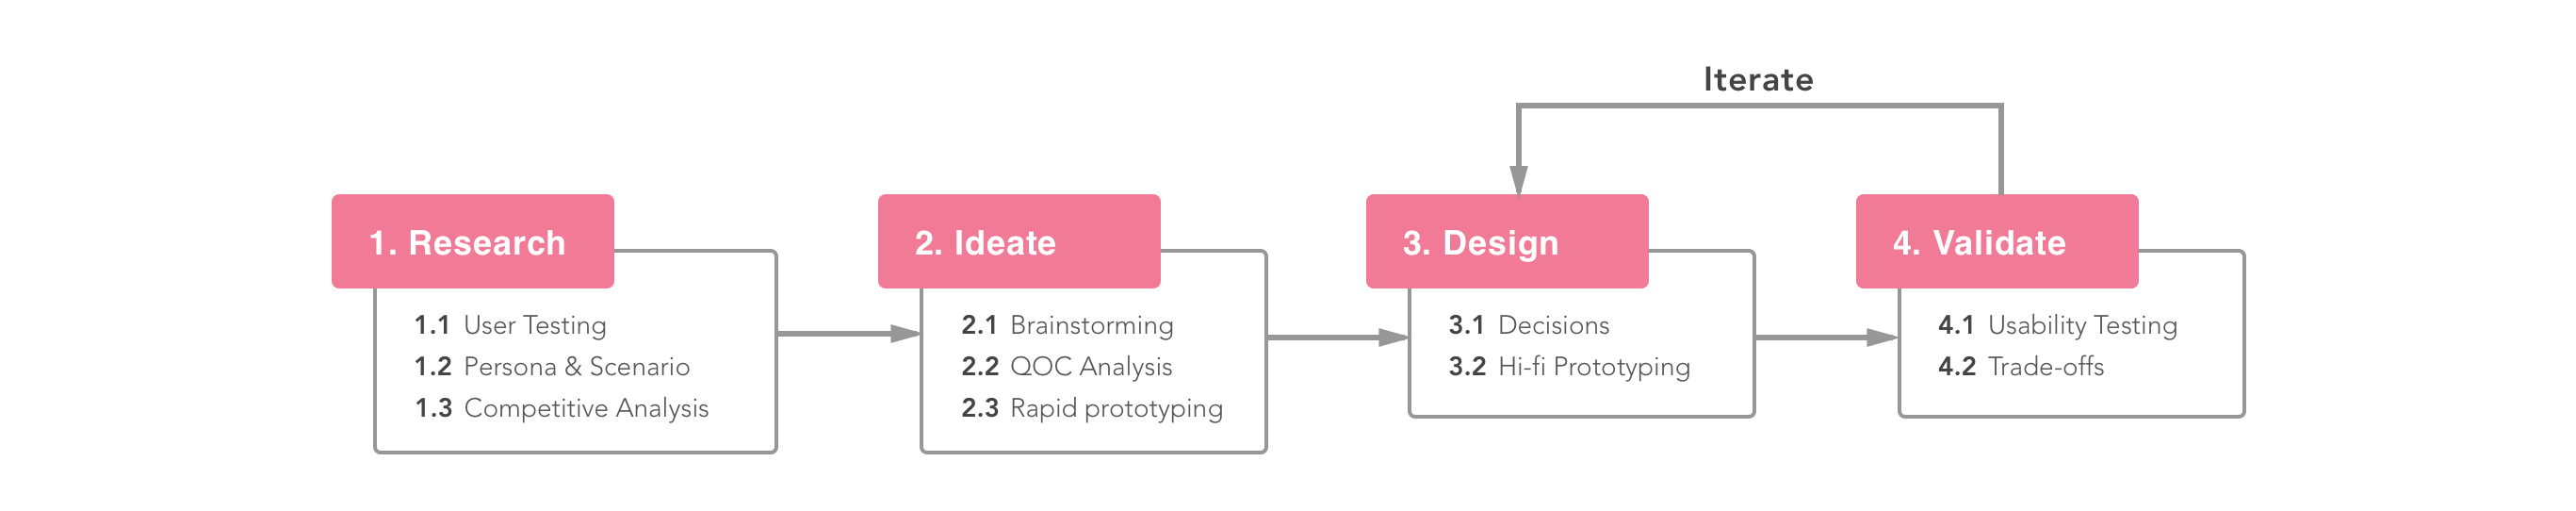 Iterate
1. Research
1.1 User Testing
1.2 Persona & Scenario
1.3 Competitive Analysis
2. Ideate
2.1 Brainstorming
2.2 QOC Analysis
2.3 Rapid prototyping
3. Design
3.1 Decisions
3.2 Hi-fi Prototyping
4. Validate
4.1 Usability Testing
4.2 Trade-offs